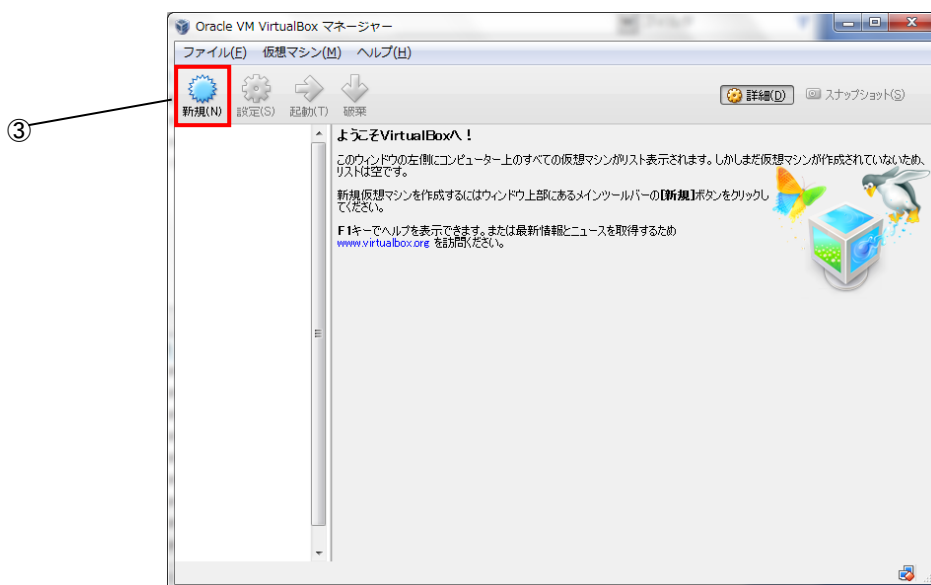 Oracle VM VirtualBox マネージャー
ファイル(F) 仮想マシン(M) ヘルプ(H)
新規(N) 設定(S) 起動(T) 破棄
詳細(D) スナップショット(S)
③
ようこそVirtualBoxへ！
このウィンドウの左側にコンピューター上のすべての仮想マシンがリスト表示されます。しかしまだ仮想マシンが作成されていないため、
リストは空です。
新規仮想マシンを作成するにはウィンドウ上部にあるメインツールバーの[新規]ボタンをクリックし
てください。
F1キーでヘルプを表示できます。または最新情報とニュースを取得するため
www.virtualbox.org を訪問ください。